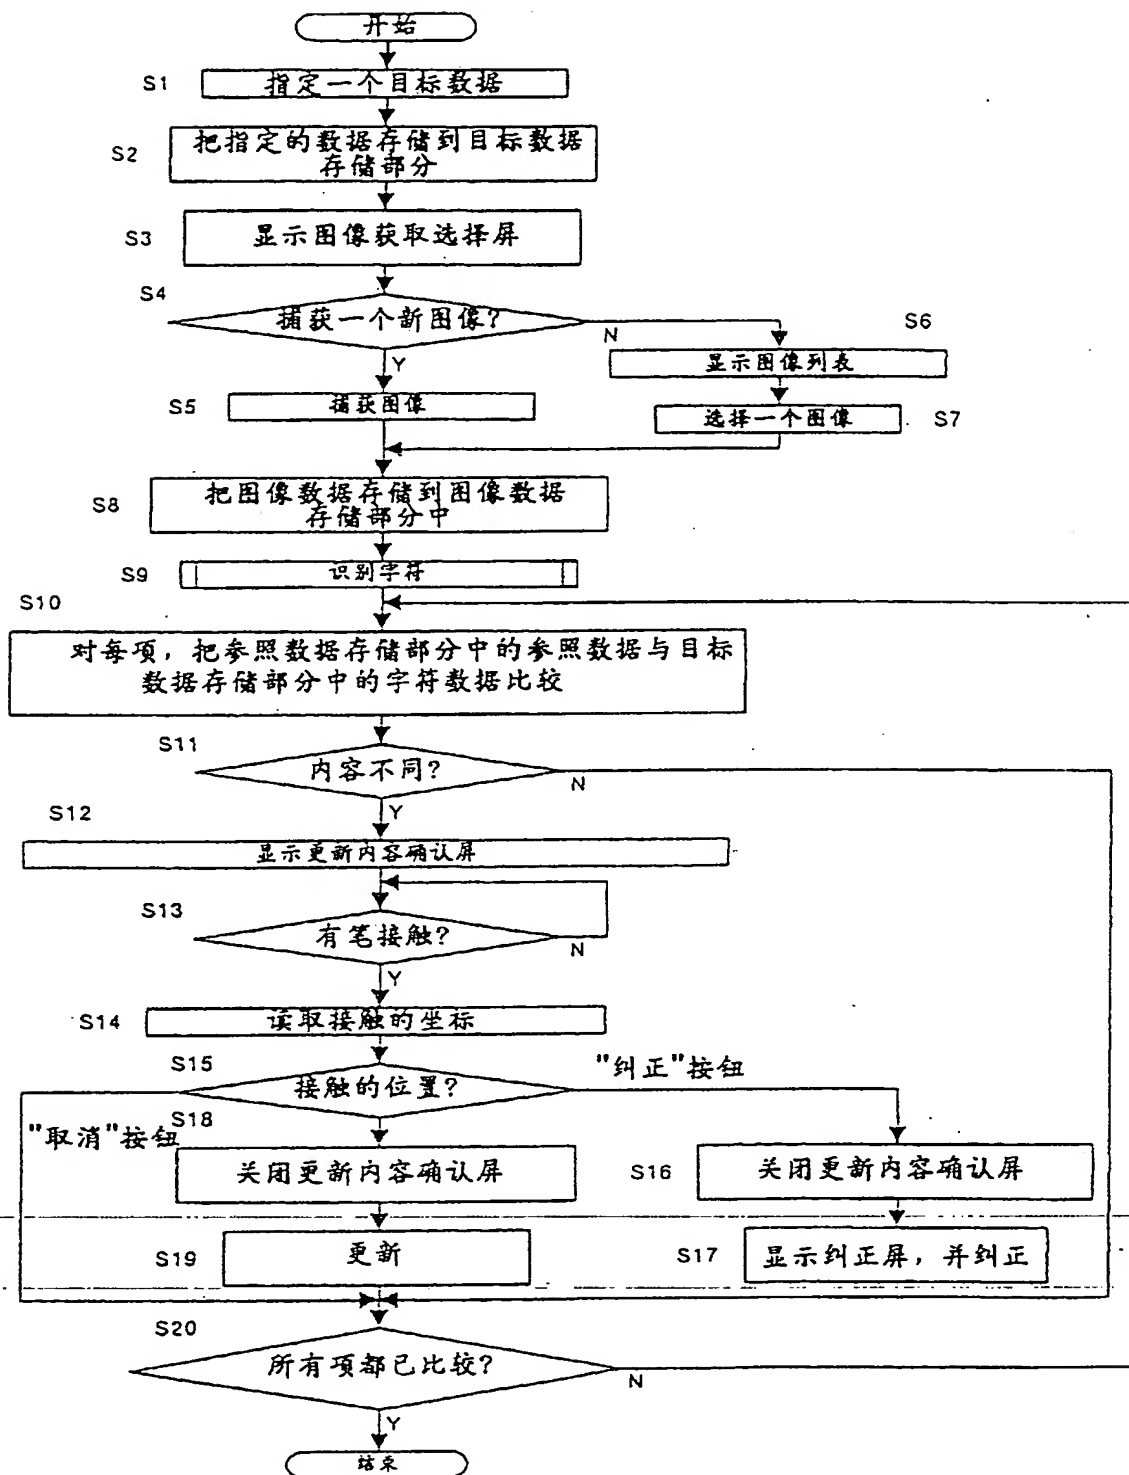 开始
S1 指定一个目标数据
S2 把指定的数据存储到目标数据
存储部分
S3 显示图像获取选择屏
S4 捕获一个新图像?
N
Y
S6
显示图像列表
S5 捕获图像
选择一个图像 S7
S8 把图像数据存储到图像数据
存储部分中
S9 识别字符
S10
对每项，把参照数据存储部分中的参照数据与目标
数据存储部分中的字符数据比较
S11
内容不同?
N
Y
S12
显示更新内容确认屏
S13
有笔接触?
N
Y
S14 读取接触的坐标
S15
接触的位置?
"纠正"按钮
"取消"按钮
S18
关闭更新内容确认屏
S16 关闭更新内容确认屏
S19 更新
S17 显示纠正屏，并纠正
S20
所有项都已比较?
N
Y
结束